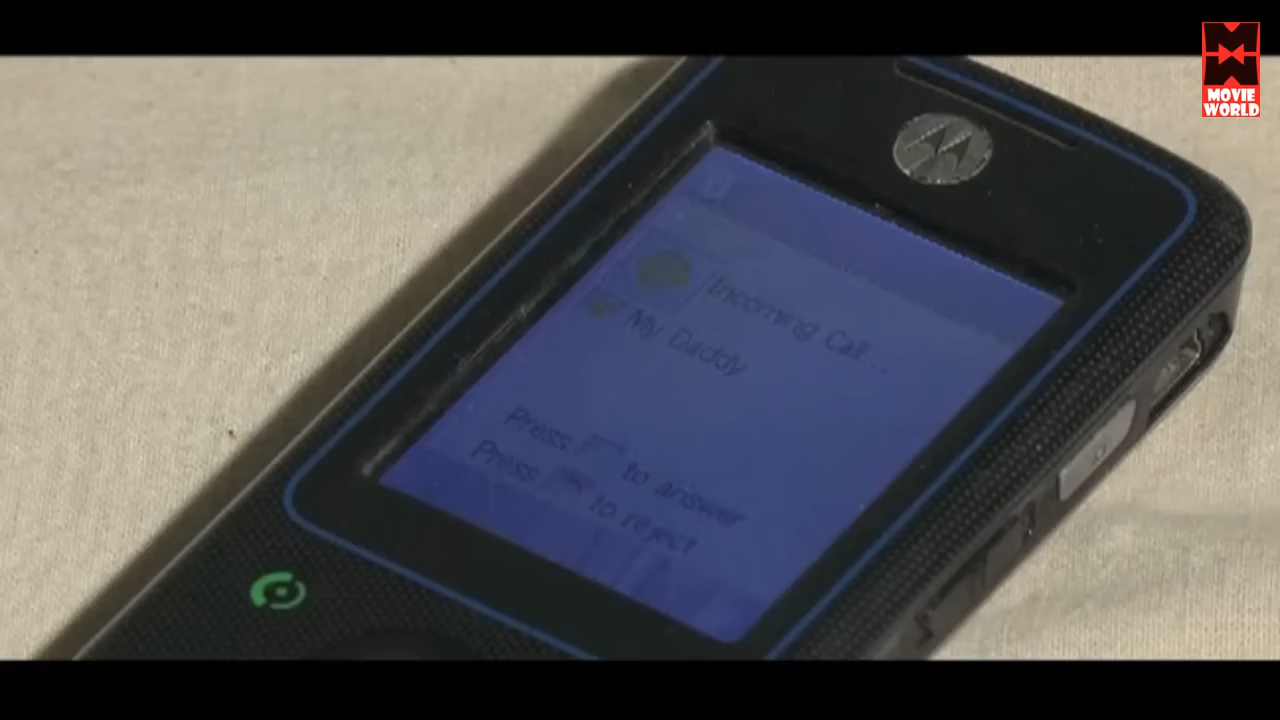 MOVIE
WORLD
Incoming Call...
My Daddy
Press to answer
Press to reject